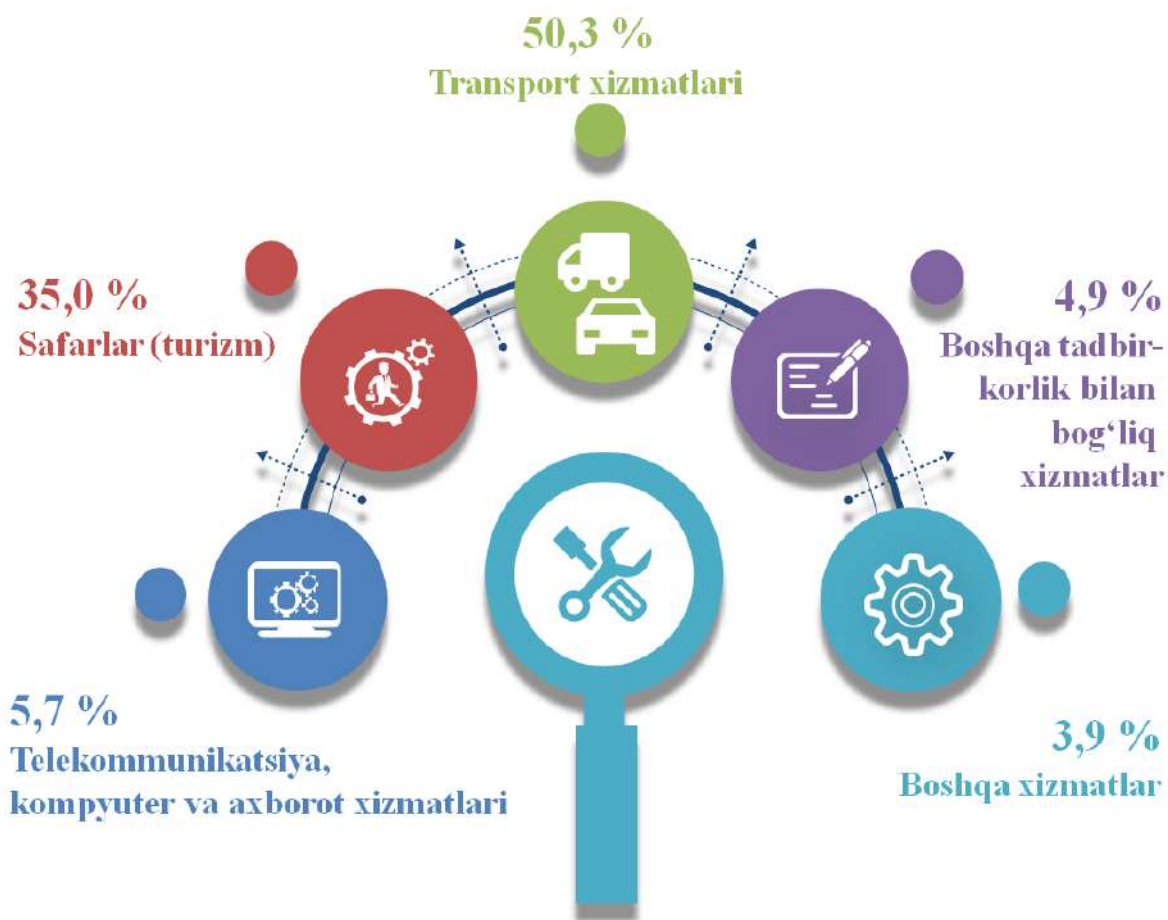 50,3 %
Transport xizmatlari
35,0 %
Safarlar (turizm)
4,9 %
Boshqa tadbir-
korlik bilan
bog‘liq
xizmatlar
5,7 %
Telekommunikatsiya,
kompyuter va axborot xizmatlari
3,9 %
Boshqa xizmatlar